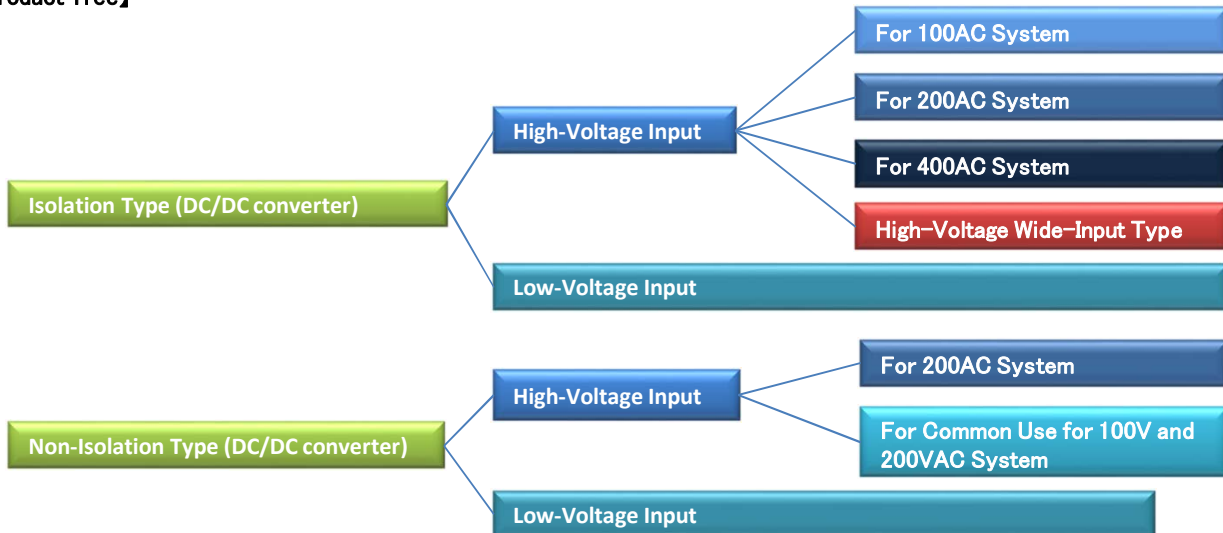 Product Tree】
For 100AC System
For 200AC System
High-Voltage Input
For 400AC System
Isolation Type (DC/DC converter)
High-Voltage Wide-Input Type
Low-Voltage Input
For 200AC System
High-Voltage Input
For Common Use for 100V and
200VAC System
Non-Isolation Type (DC/DC converter)
Low-Voltage Input